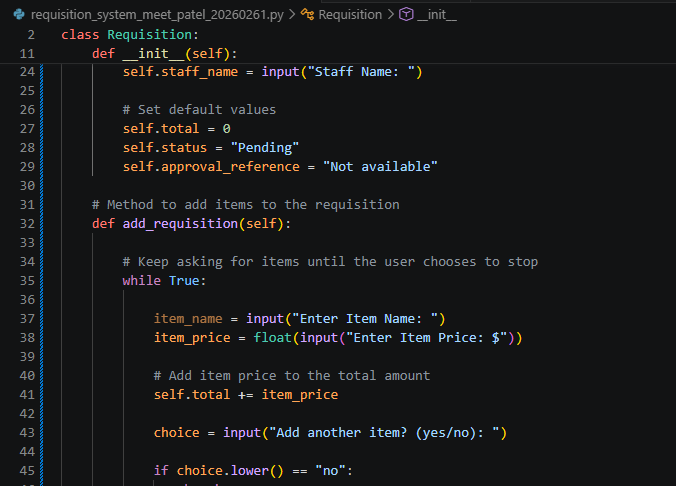 requisition_system_meet_patel_20260261.py > Requisition > __init__
2 class Requisition:
11 def __init__(self):
24 self.staff_name = input("Staff Name: ")
25
26 # Set default values
27 self.total = 0
28 self.status = "Pending"
29 self.approval_reference = "Not available"
30
31 # Method to add items to the requisition
32 def add_requisition(self):
33
34 # Keep asking for items until the user chooses to stop
35 while True:
36
37 item_name = input("Enter Item Name: ")
38 item_price = float(input("Enter Item Price: $"))
39
40 # Add item price to the total amount
41 self.total += item_price
42
43 choice = input("Add another item? (yes/no): ")
44
45 if choice.lower() == "no":